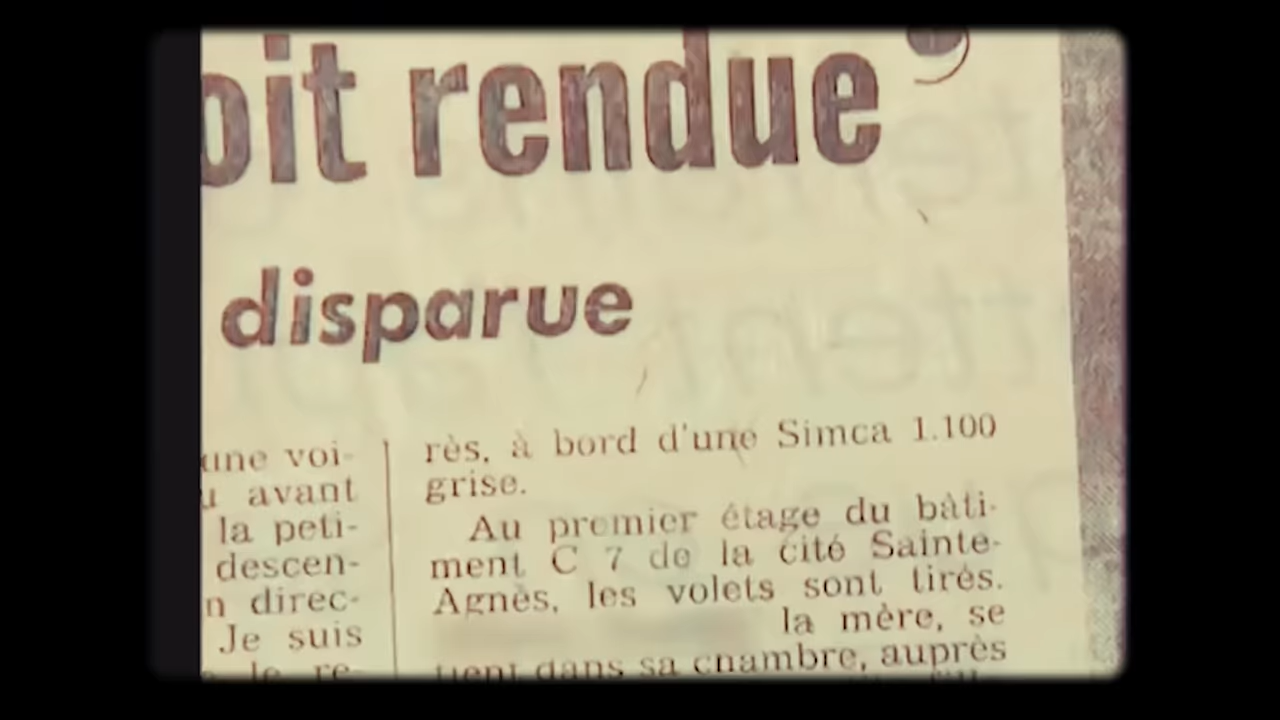 oit rendue”
disparue
une voi-
u avant
la peti-
descen-
n direc-
Je suis
le re-
rès, à bord d'une Simca 1.100
grise.
Au premier étage du bâti-
ment C 7 de la cité Sainte-
Agnès, les volets sont tirés.
la mère, se
tient dans sa chambre, auprès